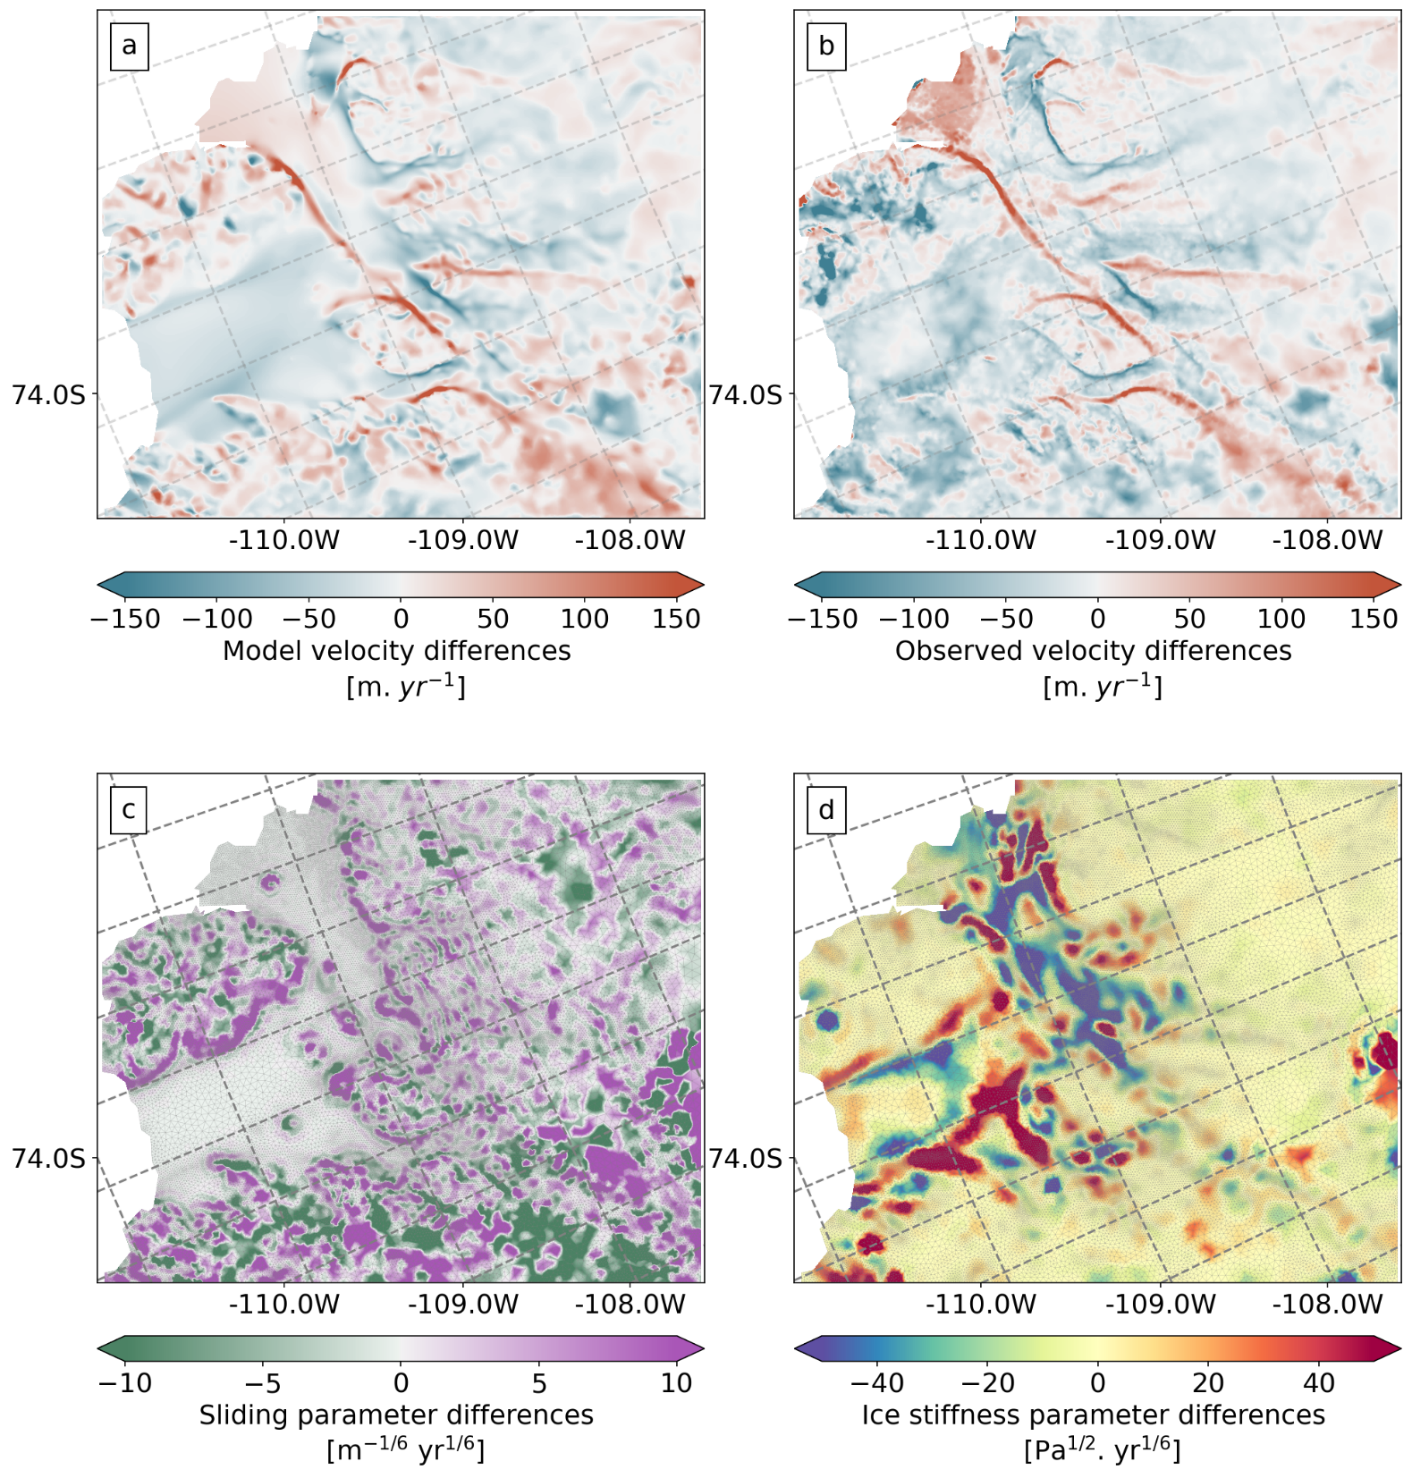 a
b
74.0S
74.0S
-110.0W -109.0W -108.0W
-110.0W -109.0W -108.0W
−150 −100 −50 0 50 100 150
−150 −100 −50 0 50 100 150
Model velocity differences
[m. yr⁻¹]
Observed velocity differences
[m. yr⁻¹]
c
d
74.0S
74.0S
-110.0W -109.0W -108.0W
-110.0W -109.0W -108.0W
−10 −5 0 5 10
−40 −20 0 20 40
Sliding parameter differences
[m⁻¹/⁶ yr¹/⁶]
Ice stiffness parameter differences
[Pa¹/². yr¹/⁶]